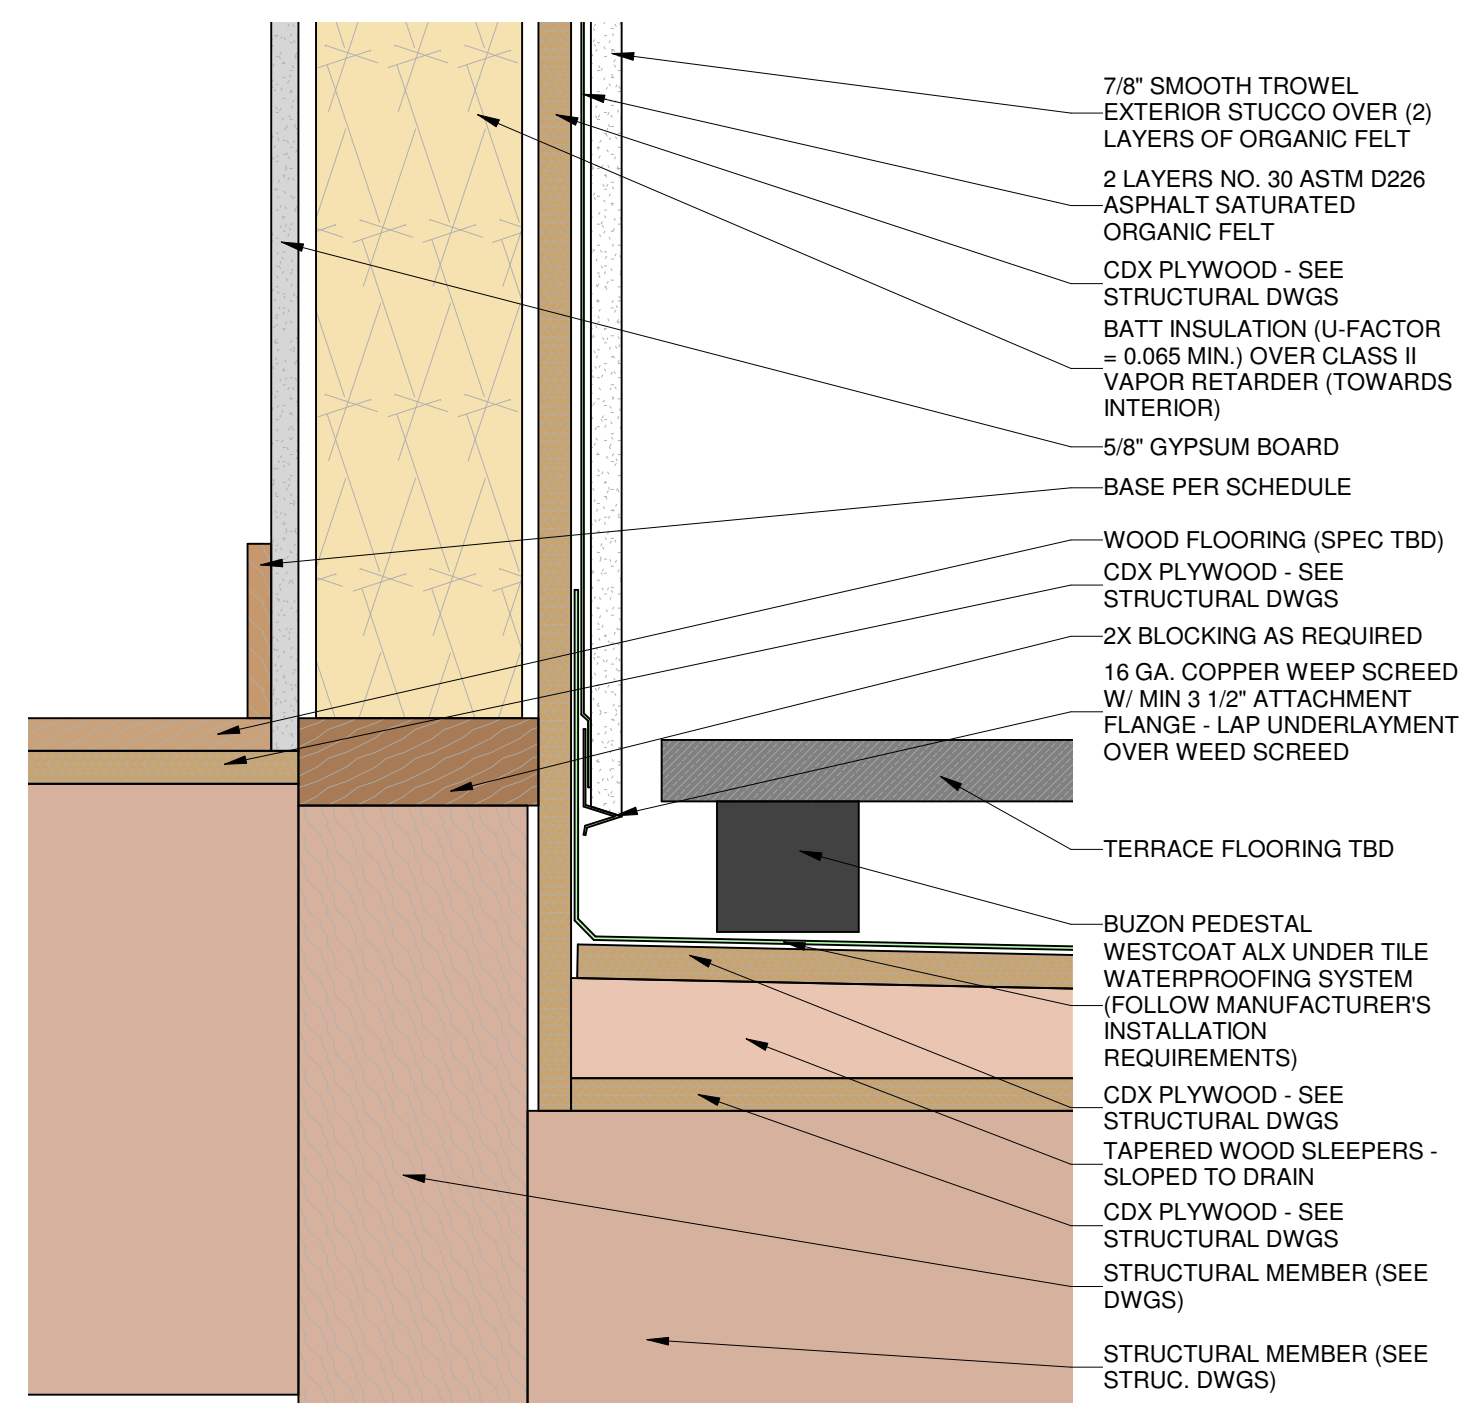 7/8" SMOOTH TROWEL
EXTERIOR STUCCO OVER (2)
LAYERS OF ORGANIC FELT
2 LAYERS NO. 30 ASTM D226
ASPHALT SATURATED
ORGANIC FELT
CDX PLYWOOD - SEE
STRUCTURAL DWGS
BATT INSULATION (U-FACTOR
= 0.065 MIN.) OVER CLASS II
VAPOR RETARDER (TOWARDS
INTERIOR)
5/8" GYPSUM BOARD
BASE PER SCHEDULE
WOOD FLOORING (SPEC TBD)
CDX PLYWOOD - SEE
STRUCTURAL DWGS
2X BLOCKING AS REQUIRED
16 GA. COPPER WEEP SCREED
W/ MIN 3 1/2" ATTACHMENT
FLANGE - LAP UNDERLAYMENT
OVER WEED SCREED
TERRACE FLOORING TBD
BUZON PEDESTAL
WESTCOAT ALX UNDER TILE
WATERPROOFING SYSTEM
(FOLLOW MANUFACTURER'S
INSTALLATION
REQUIREMENTS)
CDX PLYWOOD - SEE
STRUCTURAL DWGS
TAPERED WOOD SLEEPERS -
SLOPED TO DRAIN
CDX PLYWOOD - SEE
STRUCTURAL DWGS
STRUCTURAL MEMBER (SEE
DWGS)
STRUCTURAL MEMBER (SEE
STRUC. DWGS)